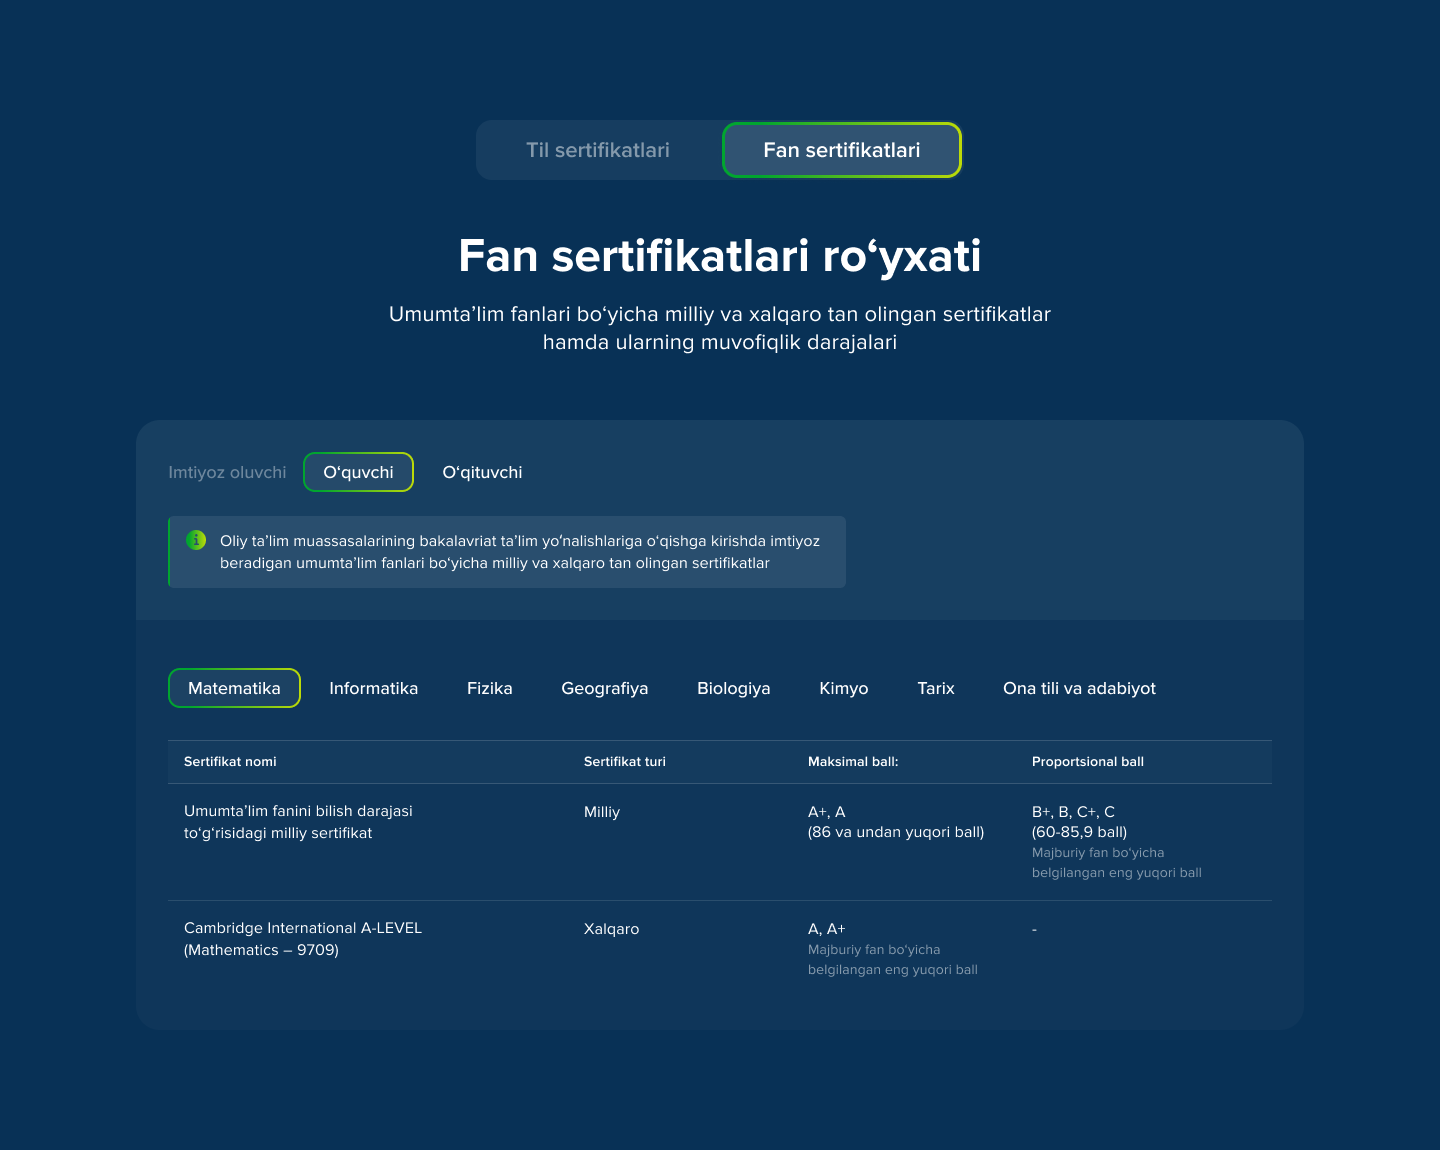 Til sertifikatlari
Fan sertifikatlari
Fan sertifikatlari ro‘yxati
Umumta’lim fanlari bo‘yicha milliy va xalqaro tan olingan sertifikatlar
hamda ularning muvofiqlik darajalari
Imtiyoz oluvchi
O‘quvchi
O‘qituvchi
Oliy ta’lim muassasalarining bakalavriat ta’lim yo'nalishlariga o‘qishga kirishda imtiyoz
beradigan umumta’lim fanlari bo‘yicha milliy va xalqaro tan olingan sertifikatlar
Matematika
Informatika
Fizika
Geografiya
Biologiya
Kimyo
Tarix
Ona tili va adabiyot
Sertifikat nomi
Sertifikat turi
Maksimal ball:
Proportsional ball
Umumta’lim fanini bilish darajasi
to‘g‘risidagi milliy sertifikat
Milliy
A+, A
(86 va undan yuqori ball)
B+, B, C+, C
(60-85,9 ball)
Majburiy fan bo‘yicha
belgilangan eng yuqori ball
Cambridge International A-LEVEL
(Mathematics – 9709)
Xalqaro
A, A+
Majburiy fan bo‘yicha
belgilangan eng yuqori ball
-